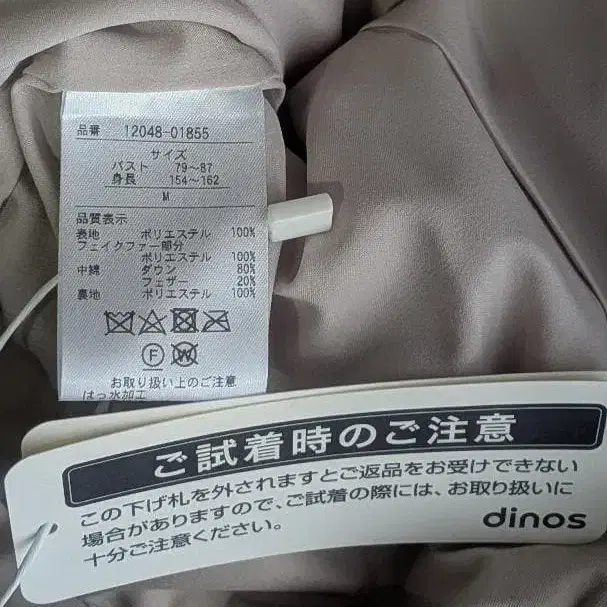 品番 12048-01855
サイズ
バスト 79～87
身長 154～162
M
品質表示
表地 ポリエステル 100%
フェイクファー部分
ポリエステル 100%
中綿 ダウン 80%
フェザー 20%
裏地 ポリエステル 100%
F W
お取り扱い上のご注意
はっ水加工
ご試着時のご注意
この下げ札を外されますとご返品をお受けできない
場合がありますので、ご試着の際には、お取り扱いに
十分ご注意ください。
dinos